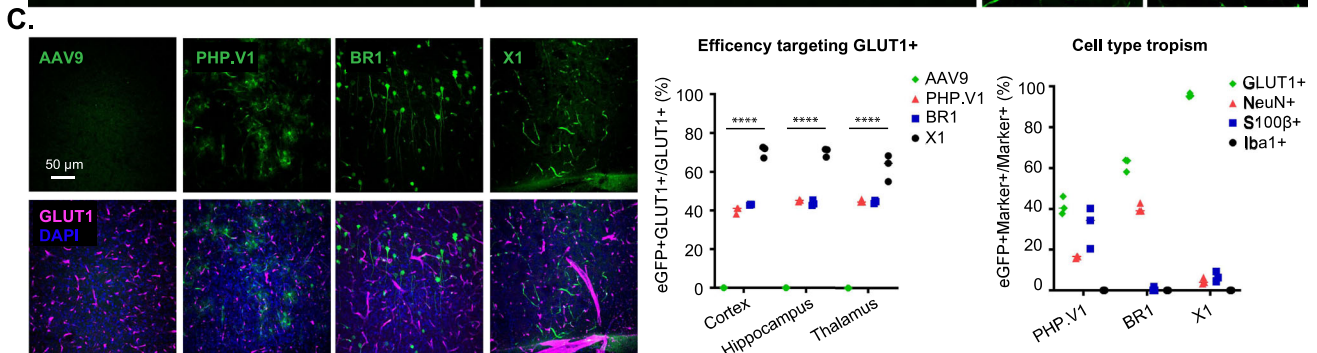 C.
AAV9
PHP.V1
BR1
X1
50 µm
GLUT1
DAPI
Efficency targeting GLUT1+
eGFP+GLUT1+/GLUT1+ (%)
100
80
60
40
20
0
****
****
****
Cortex
Hippocampus
Thalamus
AAV9
PHP.V1
BR1
X1
Cell type tropism
eGFP+Marker+/Marker+ (%)
100
80
60
40
20
0
PHP.V1
BR1
X1
GLUT1+
NeuN+
S100β+
Iba1+